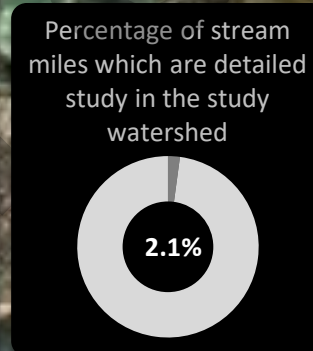 Percentage of stream
miles which are detailed
study in the study
watershed
2.1%